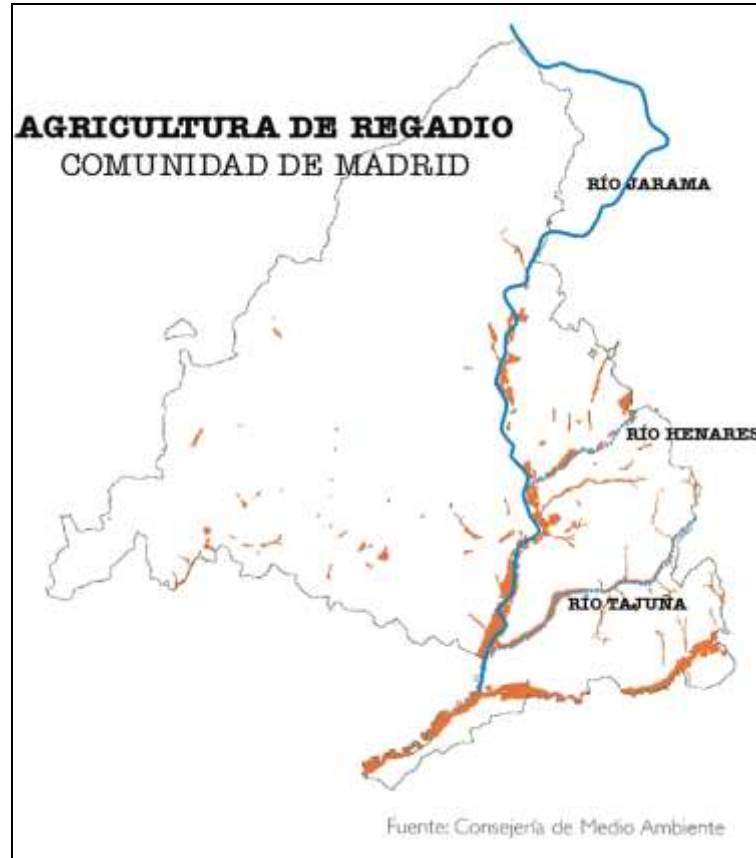 AGRICULTURA DE REGADIO
COMUNIDAD DE MADRID
RÍO JARAMA
RÍO HENARES
RÍO TAJUÑA
Fuente: Consejería de Medio Ambiente